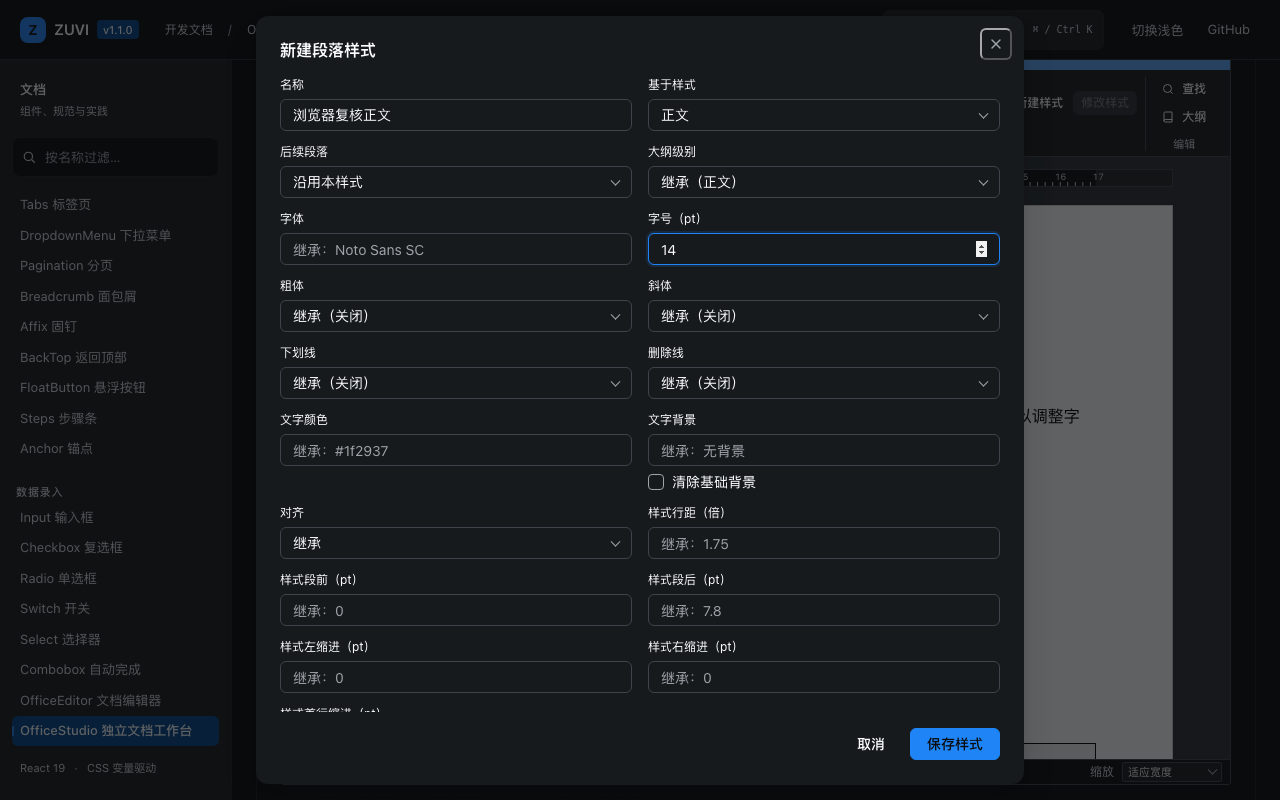 Z ZUVI v1.1.0 开发文档 / O
⌘ / Ctrl K 切换浅色 GitHub
文档
组件、规范与实践
按名称过滤...
Tabs 标签页
DropdownMenu 下拉菜单
Pagination 分页
Breadcrumb 面包屑
Affix 固钉
BackTop 返回顶部
FloatButton 悬浮按钮
Steps 步骤条
Anchor 锚点
数据录入
Input 输入框
Checkbox 复选框
Radio 单选框
Switch 开关
Select 选择器
Combobox 自动完成
OfficeEditor 文档编辑器
OfficeStudio 独立文档工作台
React 19 · CSS 变量驱动
新建段落样式
名称
浏览器复核正文
基于样式
正文
后续段落
沿用本样式
大纲级别
继承（正文）
字体
继承：Noto Sans SC
字号（pt）
14
粗体
继承（关闭）
斜体
继承（关闭）
下划线
继承（关闭）
删除线
继承（关闭）
文字颜色
继承：#1f2937
文字背景
继承：无背景
清除基础背景
对齐
继承
样式行距（倍）
继承：1.75
样式段前（pt）
继承：0
样式段后（pt）
继承：7.8
样式左缩进（pt）
继承：0
样式右缩进（pt）
继承：0
样式首行缩进（pt）
取消 保存样式
新建样式 修改样式
查找
大纲
编辑
16 17
以调整字
缩放 适应宽度